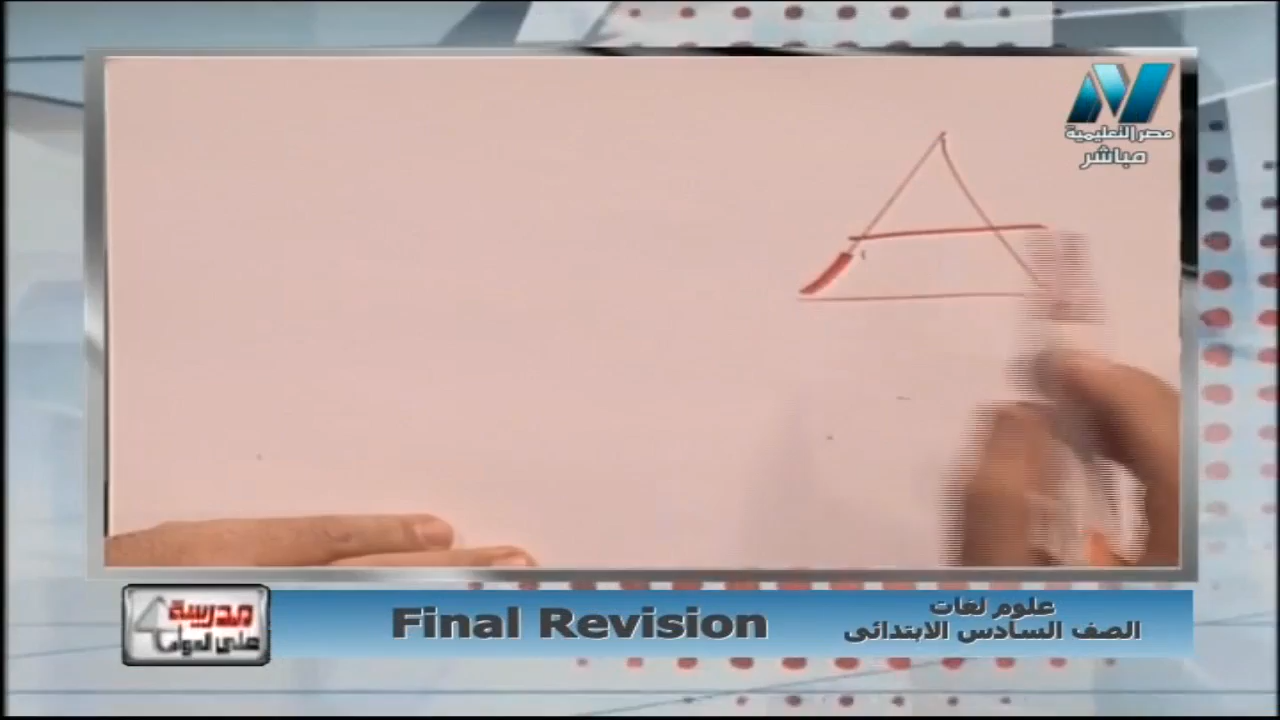 مصر التعليمية
مباشر
مدرسة
على الهواء
Final Revision
علوم لغات
الصف السادس الابتدائى